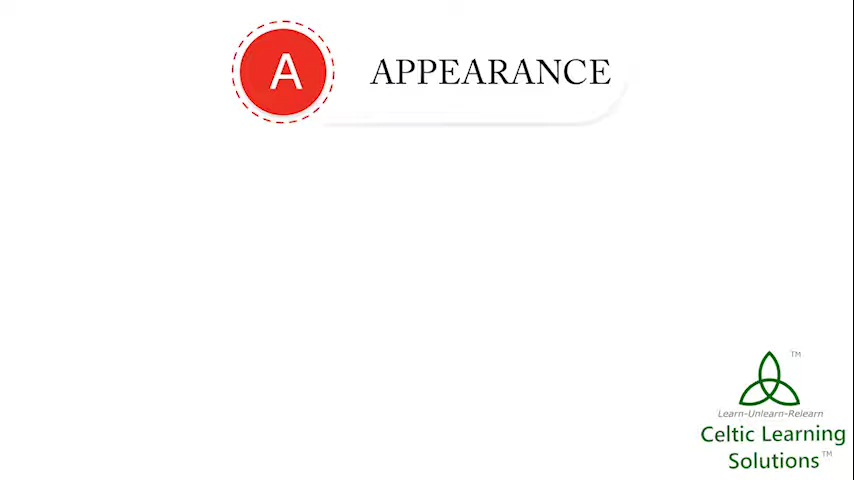 A
APPEARANCE
TM
Learn-Unlearn-Relearn
Celtic Learning
Solutions TM